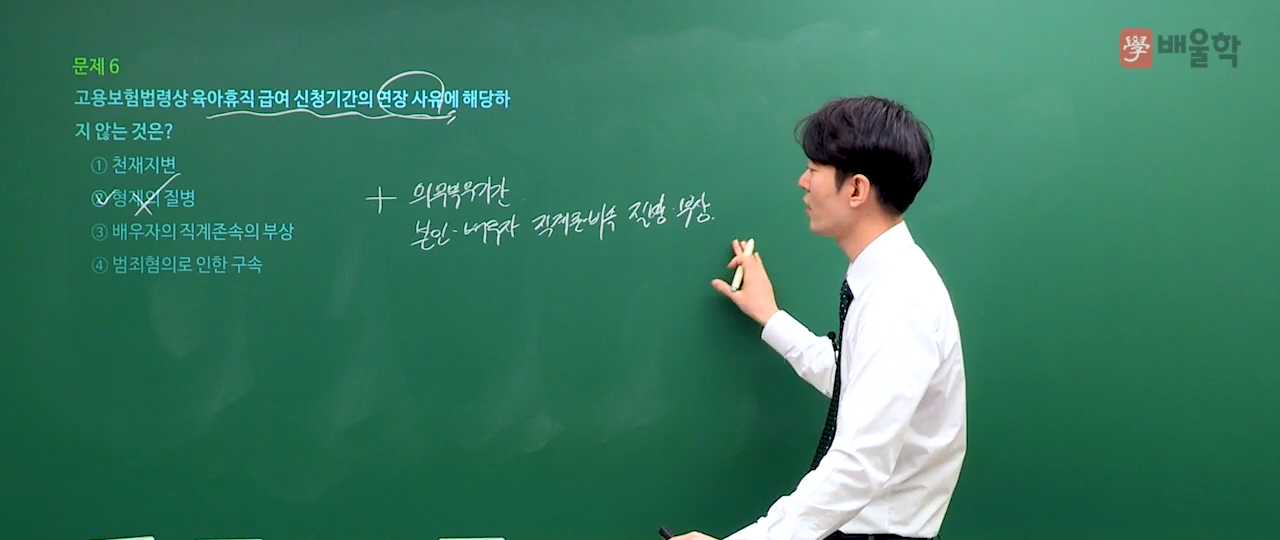 學 배울학
문제 6
고용보험법령상 육아휴직 급여 신청기간의 연장 사유에 해당하
지 않는 것은?
① 천재지변
② 형제의 질병
③ 배우자의 직계존속의 부상
④ 범죄혐의로 인한 구속
+ 의무복무기간
본인·배우자 직계존·비속 질병·부상.